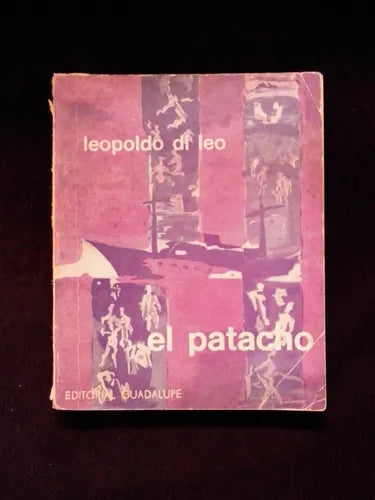 leopoldo di leo
el patacho
EDITORIAL GUADALUPE